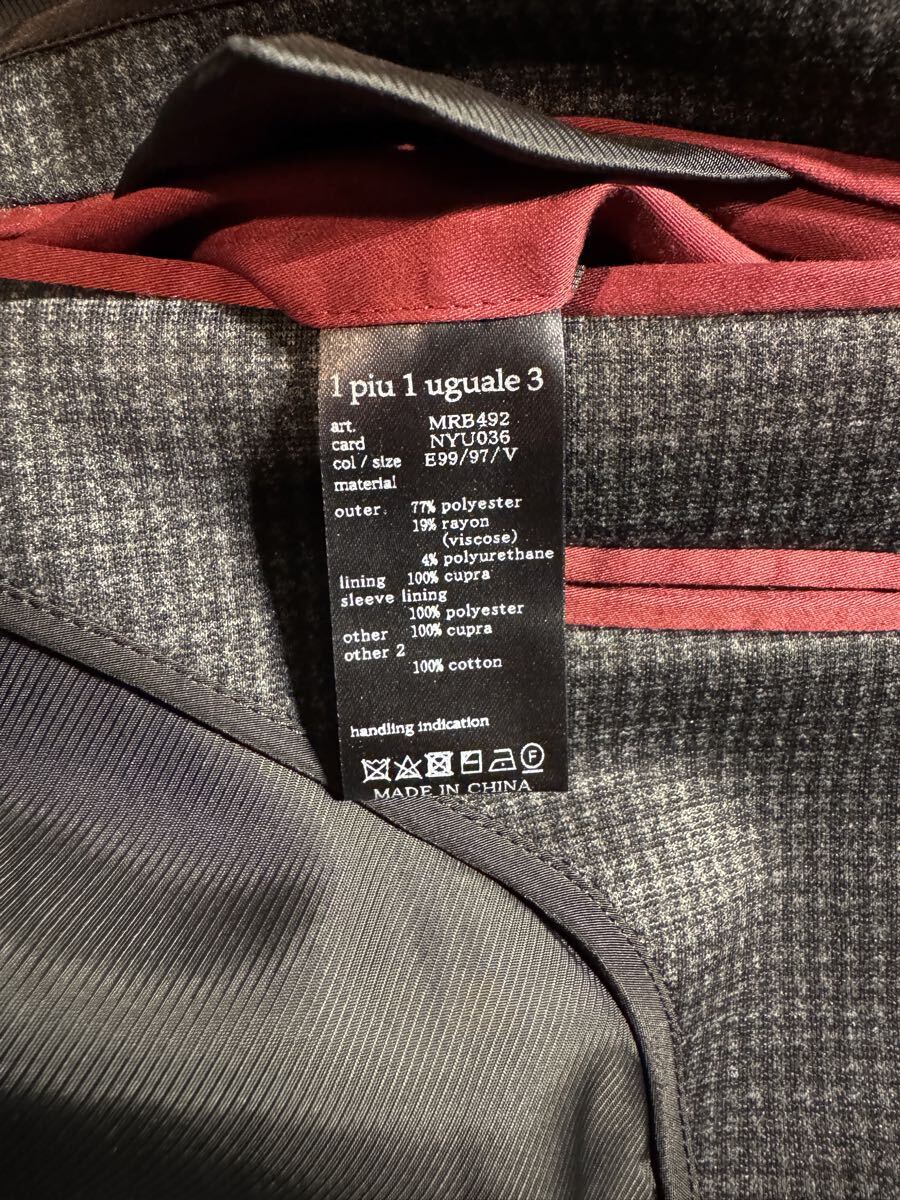 1 piu 1 uguale 3
art. MRB492
card NYU036
col / size E99/97/V
material
outer: 77% polyester
19% rayon
(viscose)
4% polyurethane
lining 100% cupra
sleeve lining
100% polyester
other 100% cupra
other 2
100% cotton
handling indication
F
MADE IN CHINA